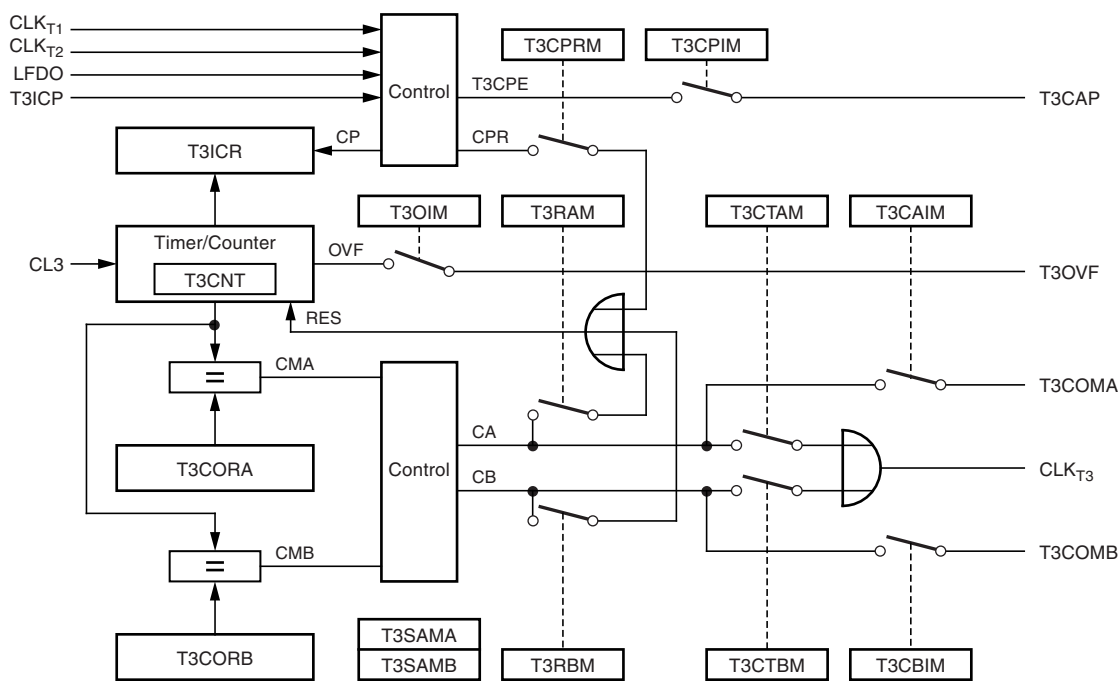 CLKT1
CLKT2
LFDO
T3ICP
Control
T3CPRM
T3CPIM
T3CPE
T3CAP
CP
CPR
T3ICR
T3OIM
T3RAM
T3CTAM
T3CAIM
Timer/Counter
T3CNT
CL3
OVF
T3OVF
RES
=
CMA
T3COMA
T3CORA
Control
CA
CB
CLKT3
=
CMB
T3COMB
T3CORB
T3SAMA
T3SAMB
T3RBM
T3CTBM
T3CBIM